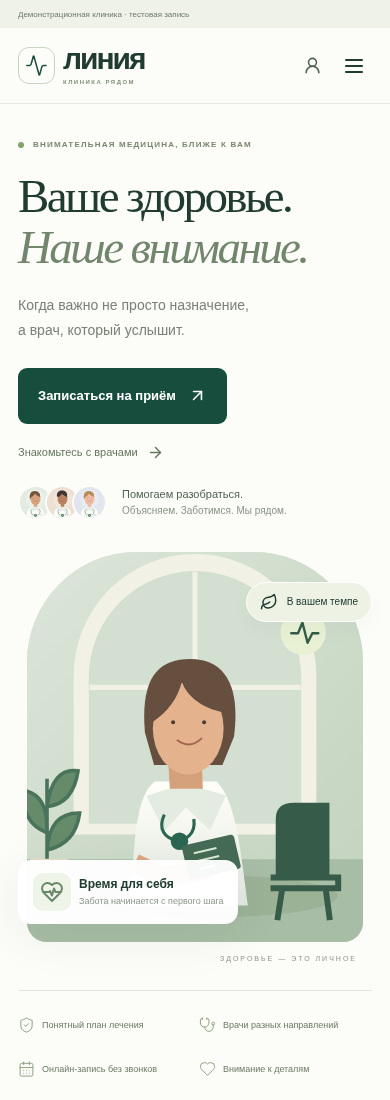 Демонстрационная клиника · тестовая запись
линия
КЛИНИКА РЯДОМ
ВНИМАТЕЛЬНАЯ МЕДИЦИНА, БЛИЖЕ К ВАМ
Ваше здоровье.
Наше внимание.
Когда важно не просто назначение,
а врач, который услышит.
Записаться на приём
Знакомьтесь с врачами
Помогаем разобраться.
Объясняем. Заботимся. Мы рядом.
В вашем темпе
Время для себя
Забота начинается с первого шага
ЗДОРОВЬЕ — ЭТО ЛИЧНОЕ
Понятный план лечения
Врачи разных направлений
Онлайн-запись без звонков
Внимание к деталям